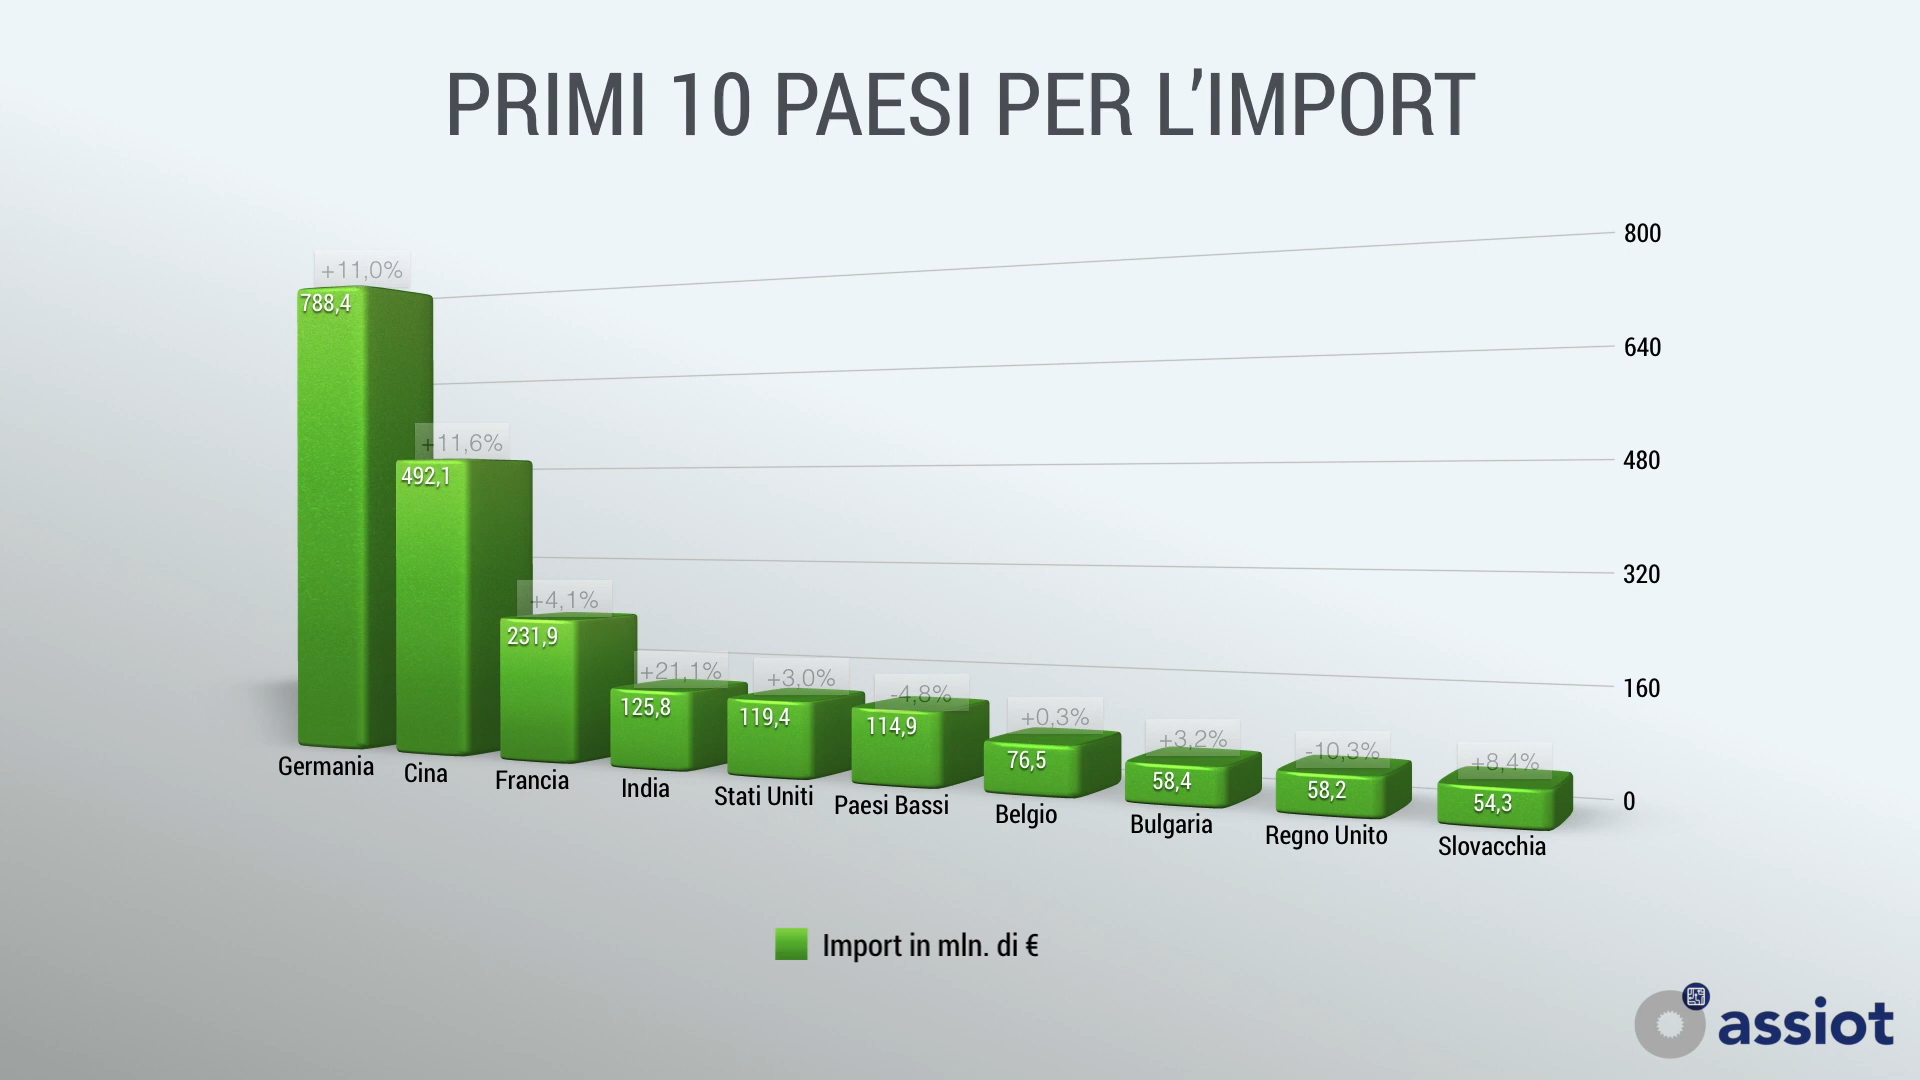 PRIMI 10 PAESI PER L’IMPORT
800
640
480
320
160
0
+11,0%
788,4
+11,6%
492,1
+4,1%
231,9
+21,1%
125,8
+3,0%
119,4
-4,8%
114,9
+0,3%
76,5
+3,2%
58,4
-10,3%
58,2
+8,4%
54,3
Germania
Cina
Francia
India
Stati Uniti
Paesi Bassi
Belgio
Bulgaria
Regno Unito
Slovacchia
Import in mln. di €
assiot